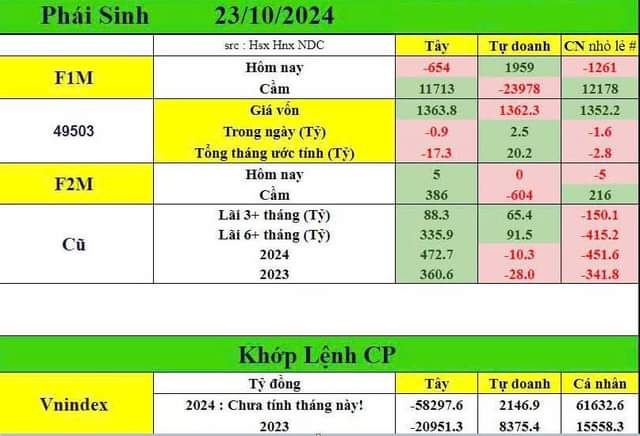 Phái Sinh 23/10/2024
src : Hsx Hnx NDC Tây Tự doanh CN nhỏ lẻ #
F1M
Hôm nay -654 1959 -1261
Cầm 11713 -23978 12178
49503
Giá vốn 1363.8 1362.3 1352.2
Trong ngày (Tỷ) -0.9 2.5 -1.6
Tổng tháng ước tính (Tỷ) -17.3 20.2 -2.8
F2M
Hôm nay 5 0 -5
Cầm 386 -604 216
Cũ
Lãi 3+ tháng (Tỷ) 88.3 65.4 -150.1
Lãi 6+ tháng (Tỷ) 335.9 91.5 -415.2
2024 472.7 -10.3 -451.6
2023 360.6 -28.0 -341.8
Khớp Lệnh CP
Tỷ đồng Tây Tự doanh Cá nhân
Vnindex
2024 : Chưa tính tháng này! -58297.6 2146.9 61632.6
2023 -20951.3 8375.4 15558.3